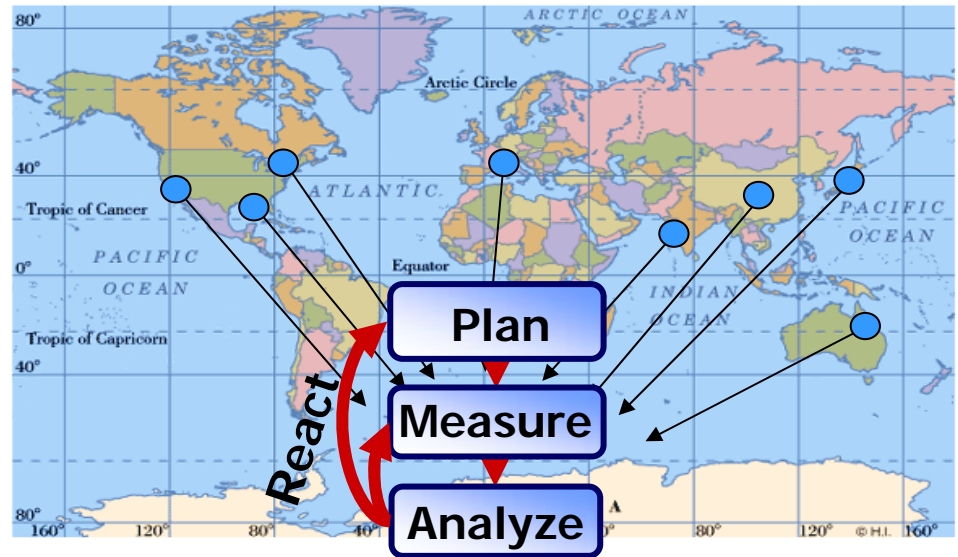 ARCTIC OCEAN
80°
Arctic Circle
40°
ATLANTIC
Tropic of Cancer
PACIFIC
OCEAN
PACIFIC
OCEAN
Equator
0°
INDIAN
OCEAN
Plan
Tropic of Capricorn
40°
Measure
React
Analyze
A
80°
160°
120°
80°
40°
80°
120°
160°
© H.I.